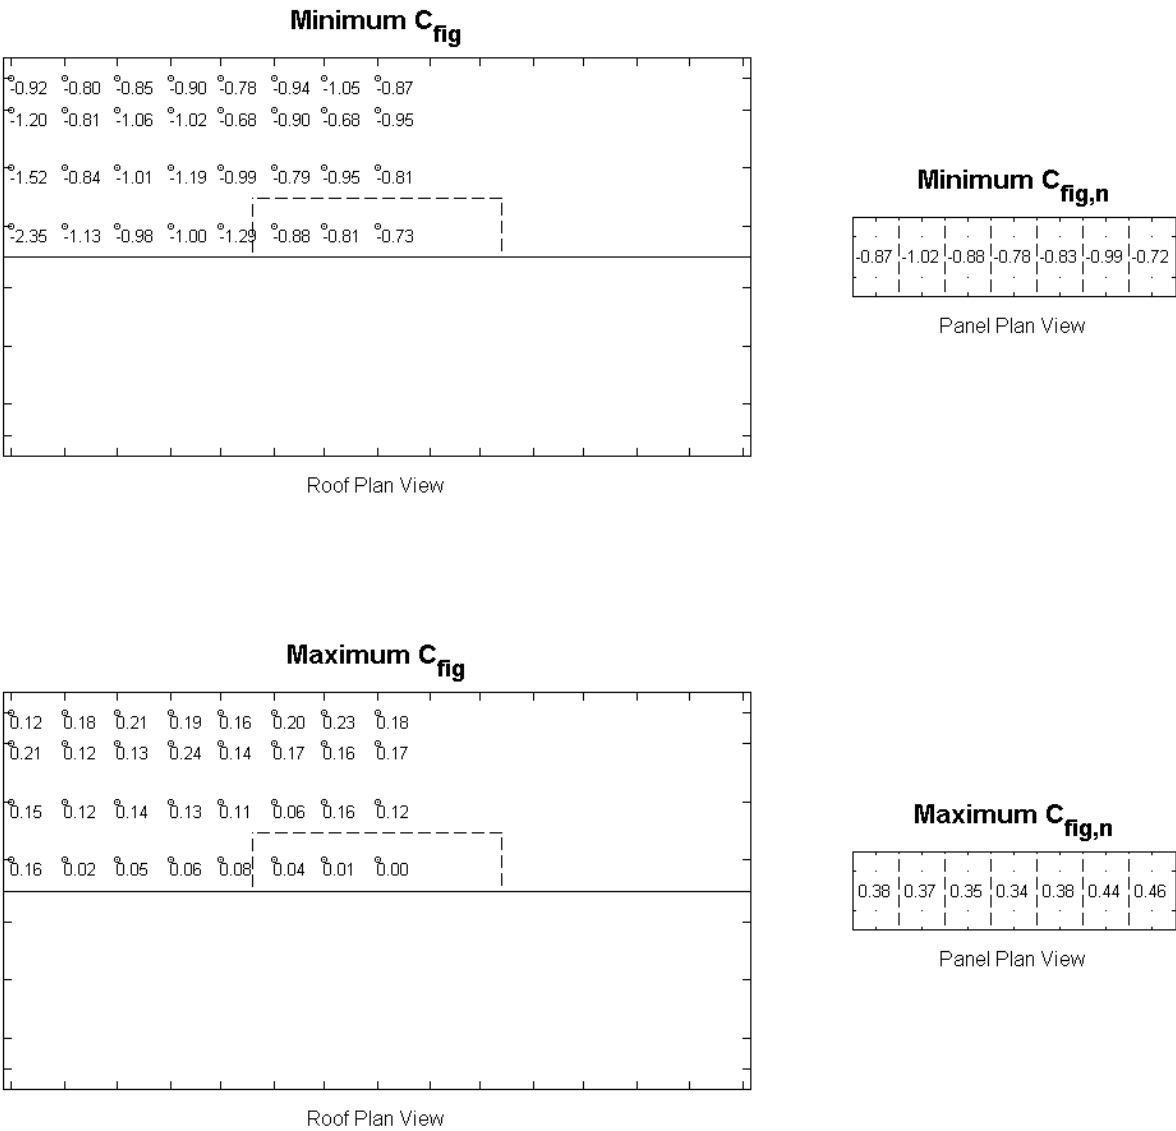 Minimum C_fig
-0.92 -0.80 -0.85 -0.90 -0.78 -0.94 -1.05 -0.87
-1.20 -0.81 -1.06 -1.02 -0.68 -0.90 -0.68 -0.95
-1.52 -0.84 -1.01 -1.19 -0.99 -0.79 -0.95 -0.81
-2.35 -1.13 -0.98 -1.00 -1.29 -0.88 -0.81 -0.73
Roof Plan View
Minimum C_fig,n
-0.87 -1.02 -0.88 -0.78 -0.83 -0.99 -0.72
Panel Plan View
Maximum C_fig
0.12 0.18 0.21 0.19 0.16 0.20 0.23 0.18
0.21 0.12 0.13 0.24 0.14 0.17 0.16 0.17
0.15 0.12 0.14 0.13 0.11 0.06 0.16 0.12
0.16 0.02 0.05 0.06 0.08 0.04 0.01 0.00
Roof Plan View
Maximum C_fig,n
0.38 0.37 0.35 0.34 0.38 0.44 0.46
Panel Plan View